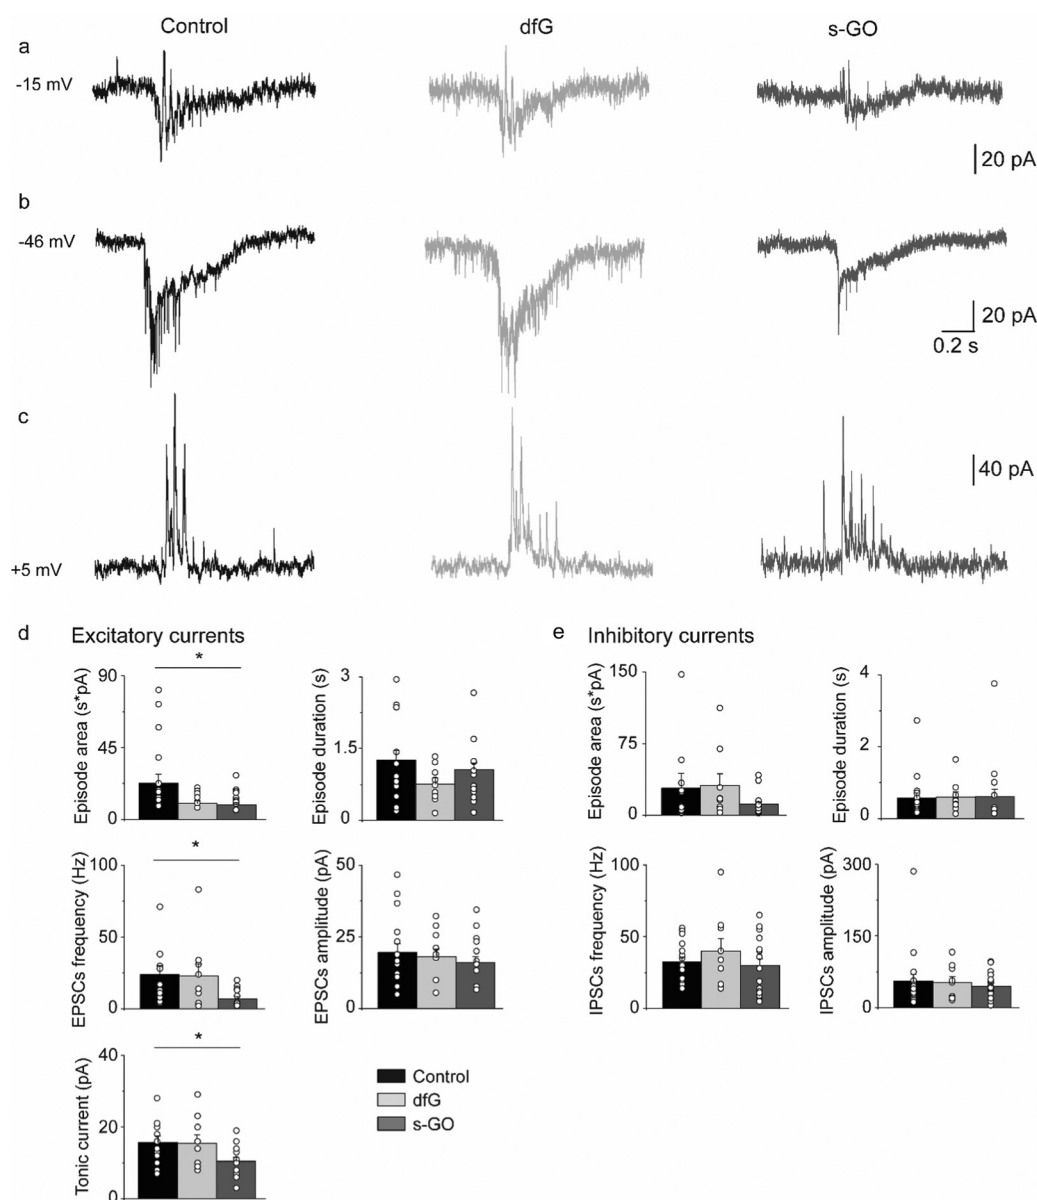 Control
dfG
s-GO
a
-15 mV
20 pA
b
-46 mV
20 pA
0.2 s
c
40 pA
+5 mV
d
Excitatory currents
e
Inhibitory currents
*
Episode area (s*pA)
90
45
0
Episode duration (s)
3
1.5
0
Episode area (s*pA)
150
75
0
Episode duration (s)
4
2
0
*
EPSCs frequency (Hz)
100
50
0
EPSCs amplitude (pA)
50
25
0
IPSCs frequency (Hz)
100
50
0
IPSCs amplitude (pA)
300
150
0
*
Tonic current (pA)
40
20
0
Control
dfG
s-GO